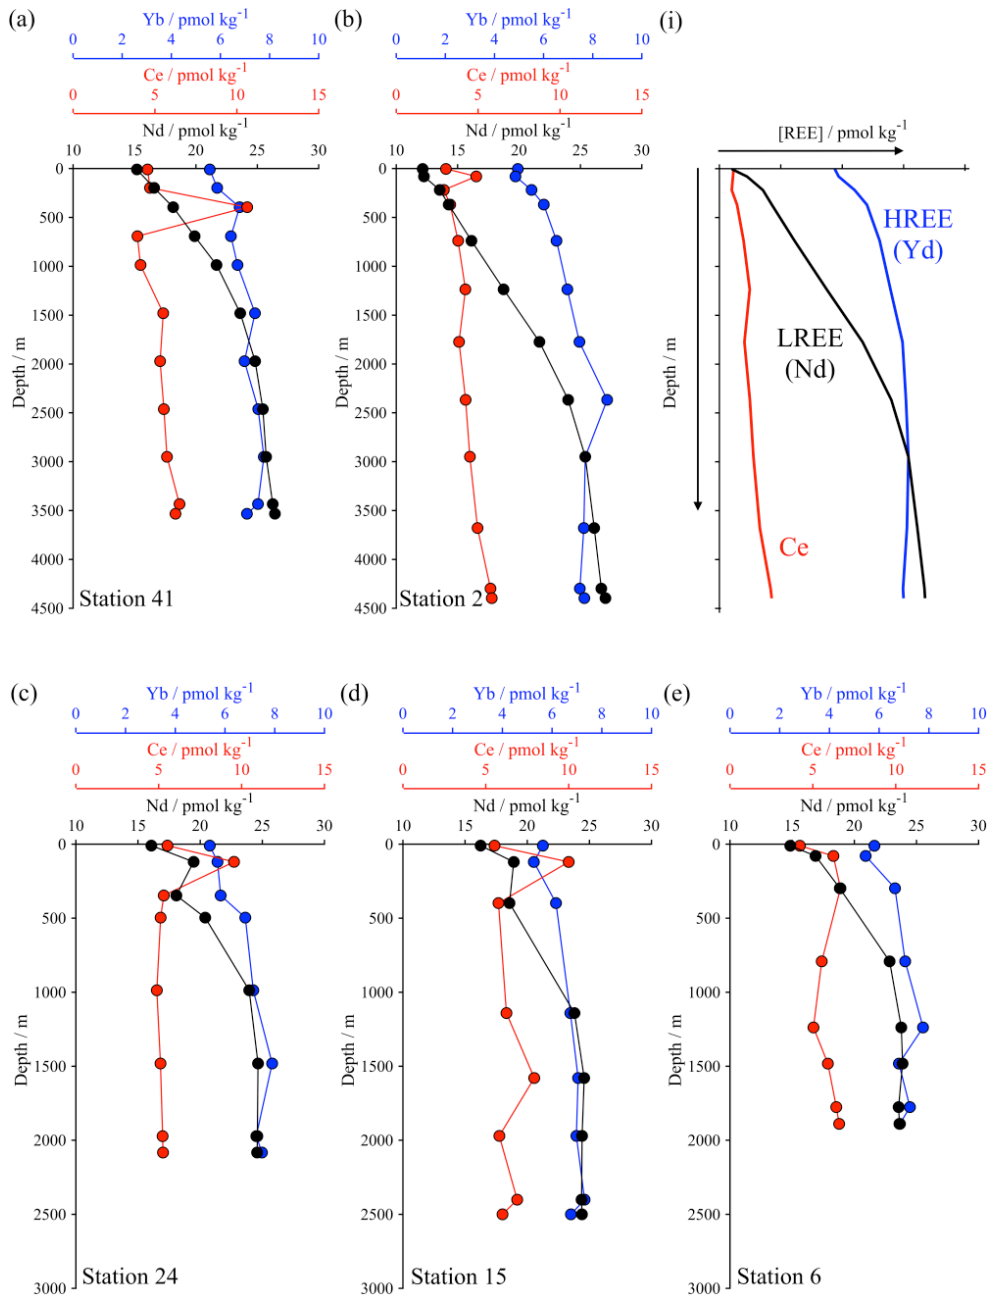 (a)
Yb / pmol kg⁻¹
0 2 4 6 8 10
Ce / pmol kg⁻¹
0 5 10 15
Nd / pmol kg⁻¹
10 15 20 25 30
0
500
1000
1500
2000
2500
3000
3500
4000
4500
Depth / m
Station 41
(b)
Yb / pmol kg⁻¹
0 2 4 6 8 10
Ce / pmol kg⁻¹
0 5 10 15
Nd / pmol kg⁻¹
10 15 20 25 30
0
500
1000
1500
2000
2500
3000
3500
4000
4500
Depth / m
Station 2
(i)
[REE] / pmol kg⁻¹
Depth / m
HREE
(Yd)
LREE
(Nd)
Ce
(c)
Yb / pmol kg⁻¹
0 2 4 6 8 10
Ce / pmol kg⁻¹
0 5 10 15
Nd / pmol kg⁻¹
10 15 20 25 30
0
500
1000
1500
2000
2500
3000
Depth / m
Station 24
(d)
Yb / pmol kg⁻¹
0 2 4 6 8 10
Ce / pmol kg⁻¹
0 5 10 15
Nd / pmol kg⁻¹
10 15 20 25 30
0
500
1000
1500
2000
2500
3000
Depth / m
Station 15
(e)
Yb / pmol kg⁻¹
0 2 4 6 8 10
Ce / pmol kg⁻¹
0 5 10 15
Nd / pmol kg⁻¹
10 15 20 25 30
0
500
1000
1500
2000
2500
3000
Depth / m
Station 6